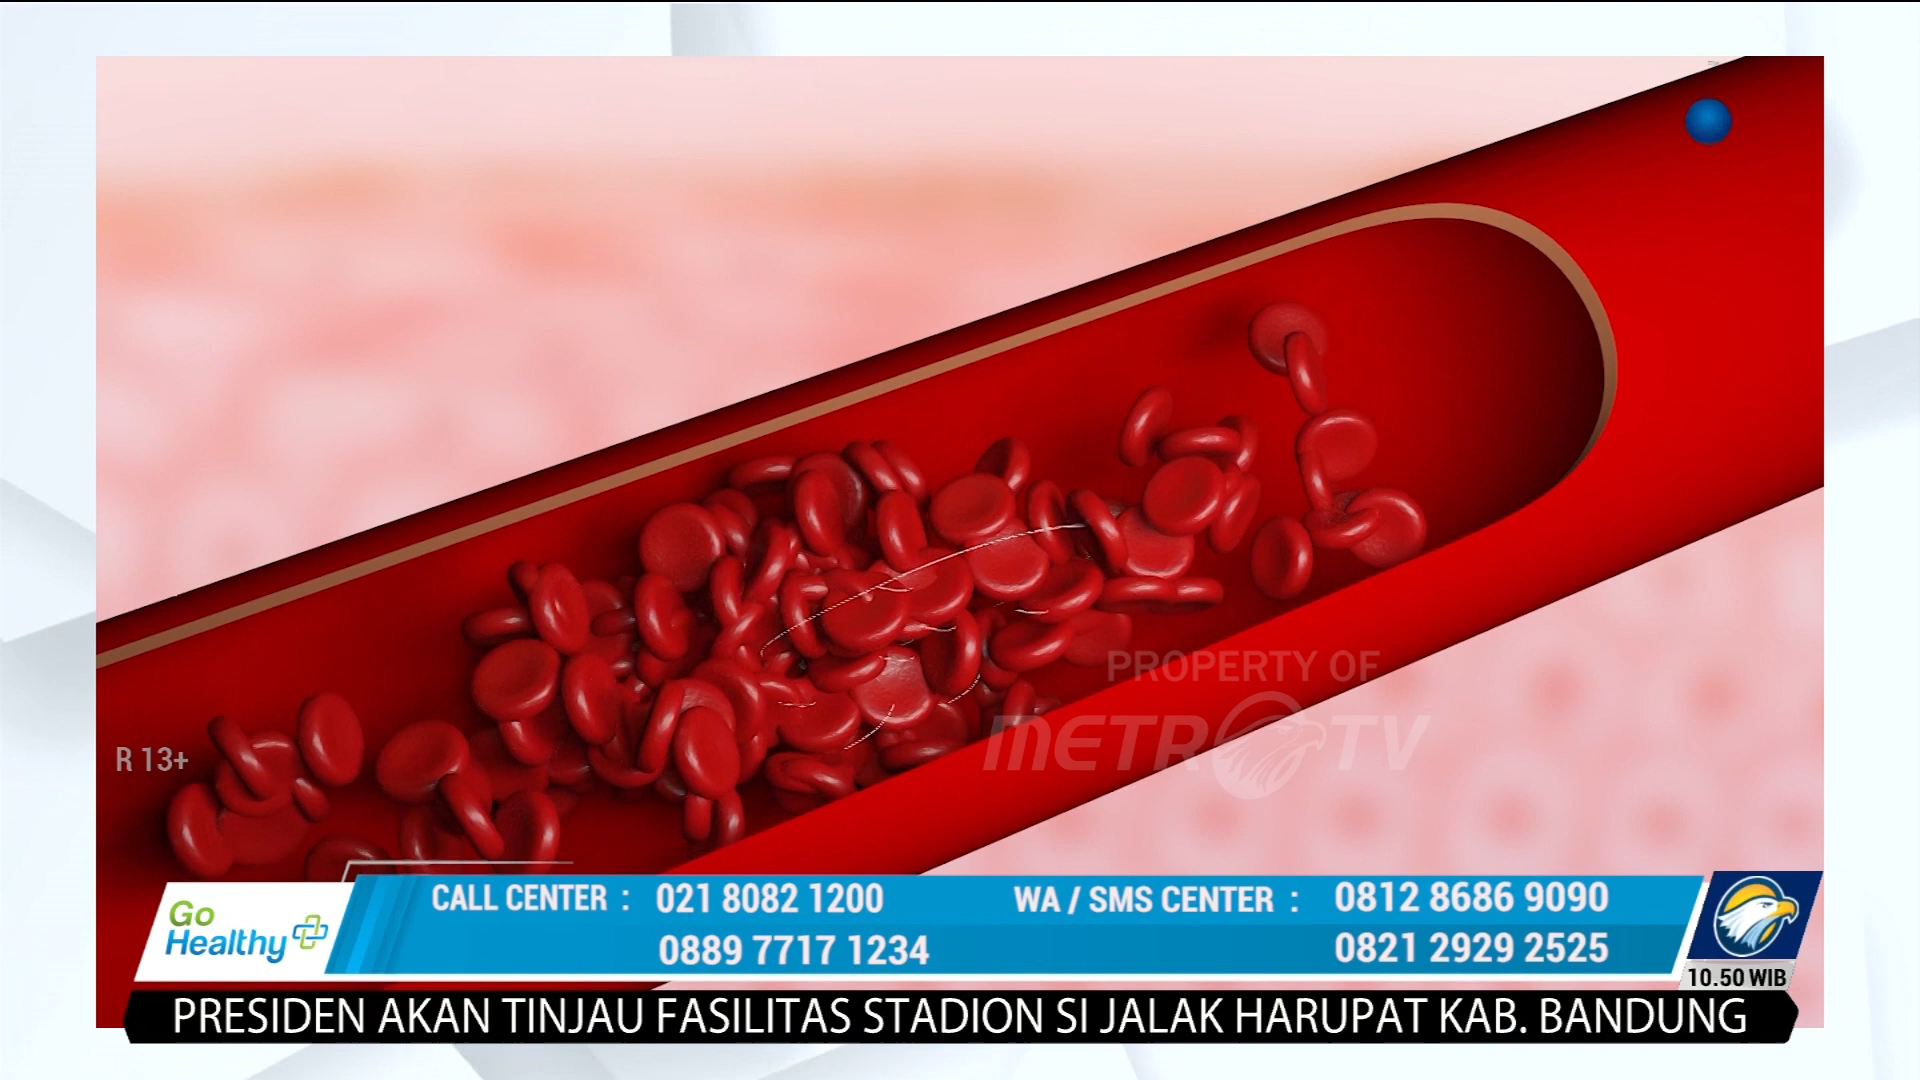 PROPERTY OF
METRO TV
R 13+
Go
Healthy
CALL CENTER : 021 8082 1200
0889 7717 1234
WA / SMS CENTER : 0812 8686 9090
0821 2929 2525
10.50 WIB
PRESIDEN AKAN TINJAU FASILITAS STADION SI JALAK HARUPAT KAB. BANDUNG